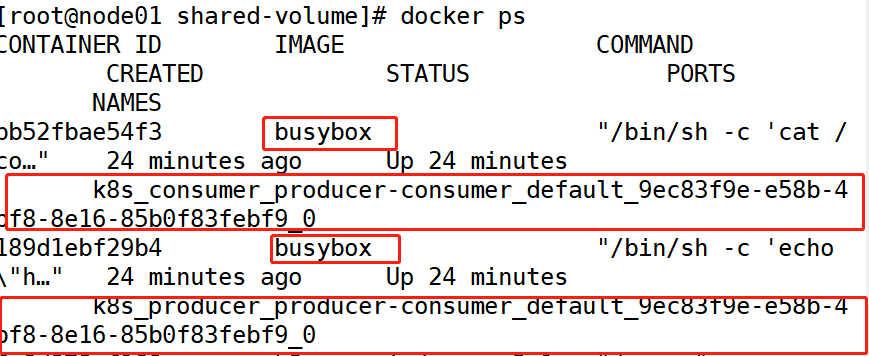 [root@node01 shared-volume]# docker ps
CONTAINER ID IMAGE COMMAND
CREATED STATUS PORTS
NAMES
bb52fbae54f3 busybox "/bin/sh -c 'cat /
co…" 24 minutes ago Up 24 minutes
k8s_consumer_producer-consumer_default_9ec83f9e-e58b-4
bf8-8e16-85b0f83febf9_0
189d1ebf29b4 busybox "/bin/sh -c 'echo
\"h…" 24 minutes ago Up 24 minutes
k8s_producer_producer-consumer_default_9ec83f9e-e58b-4
bf8-8e16-85b0f83febf9_0